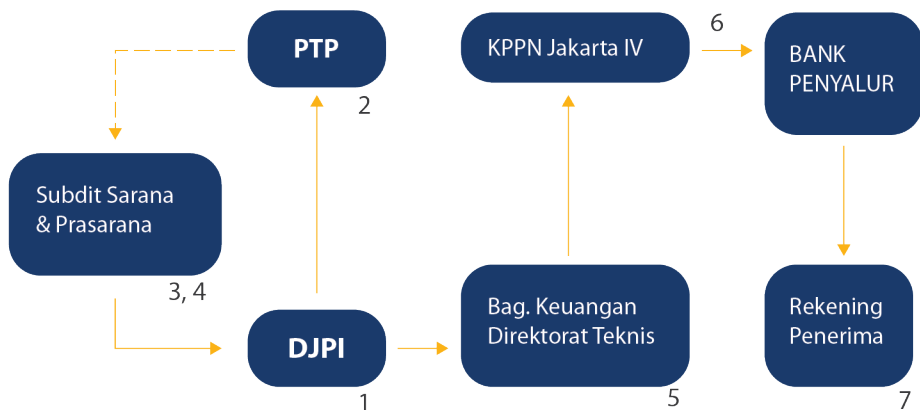 PTP
2
KPPN Jakarta IV
6
BANK
PENYALUR
Subdit Sarana
& Prasarana
3, 4
DJPI
1
Bag. Keuangan
Direktorat Teknis
5
Rekening
Penerima
7